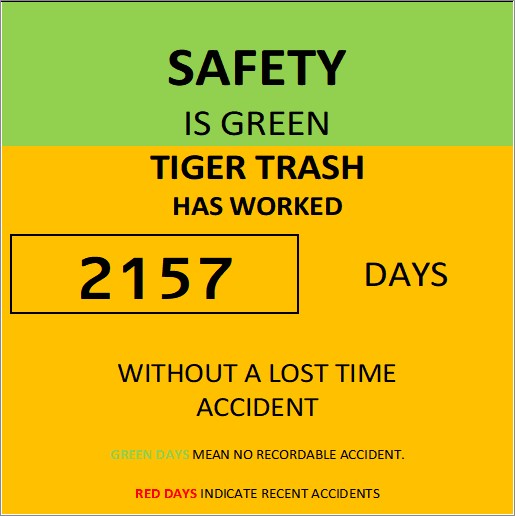 SAFETY
IS GREEN
TIGER TRASH
HAS WORKED
2157 DAYS
WITHOUT A LOST TIME
ACCIDENT
GREEN DAYS MEAN NO RECORDABLE ACCIDENT.
RED DAYS INDICATE RECENT ACCIDENTS